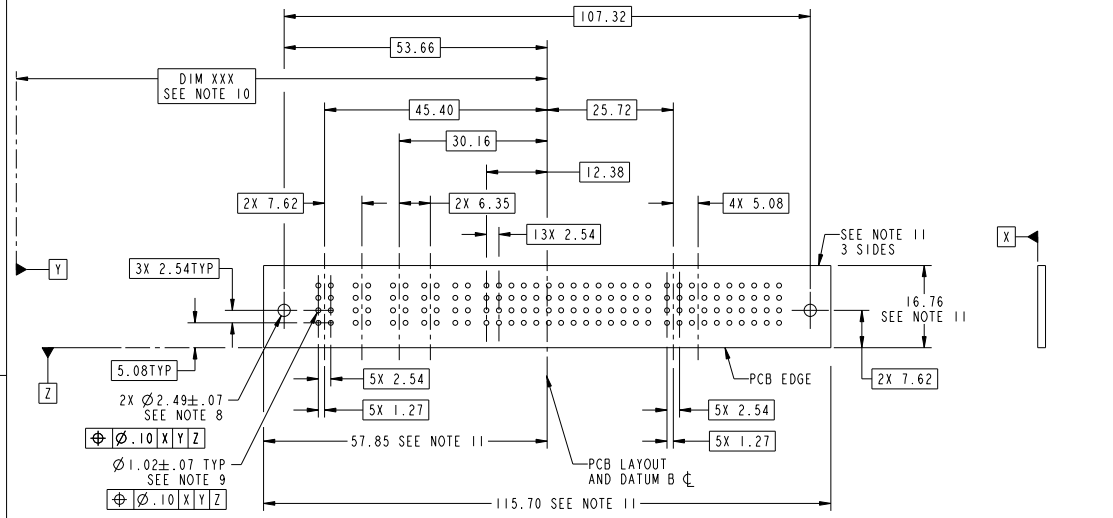 107.32
53.66
DIM XXX
SEE NOTE 10
45.40
25.72
30.16
12.38
2X 7.62
2X 6.35
4X 5.08
13X 2.54
SEE NOTE 11
3 SIDES
X
Y
3X 2.54TYP
16.76
SEE NOTE 11
5.08TYP
Z
PCB EDGE
2X 7.62
5X 2.54
5X 2.54
2X Ø2.49±.07
SEE NOTE 8
5X 1.27
5X 1.27
⌖ Ø.10 X Y Z
57.85 SEE NOTE 11
Ø1.02±.07 TYP
SEE NOTE 9
PCB LAYOUT
AND DATUM B ℄
⌖ Ø.10 X Y Z
115.70 SEE NOTE 11